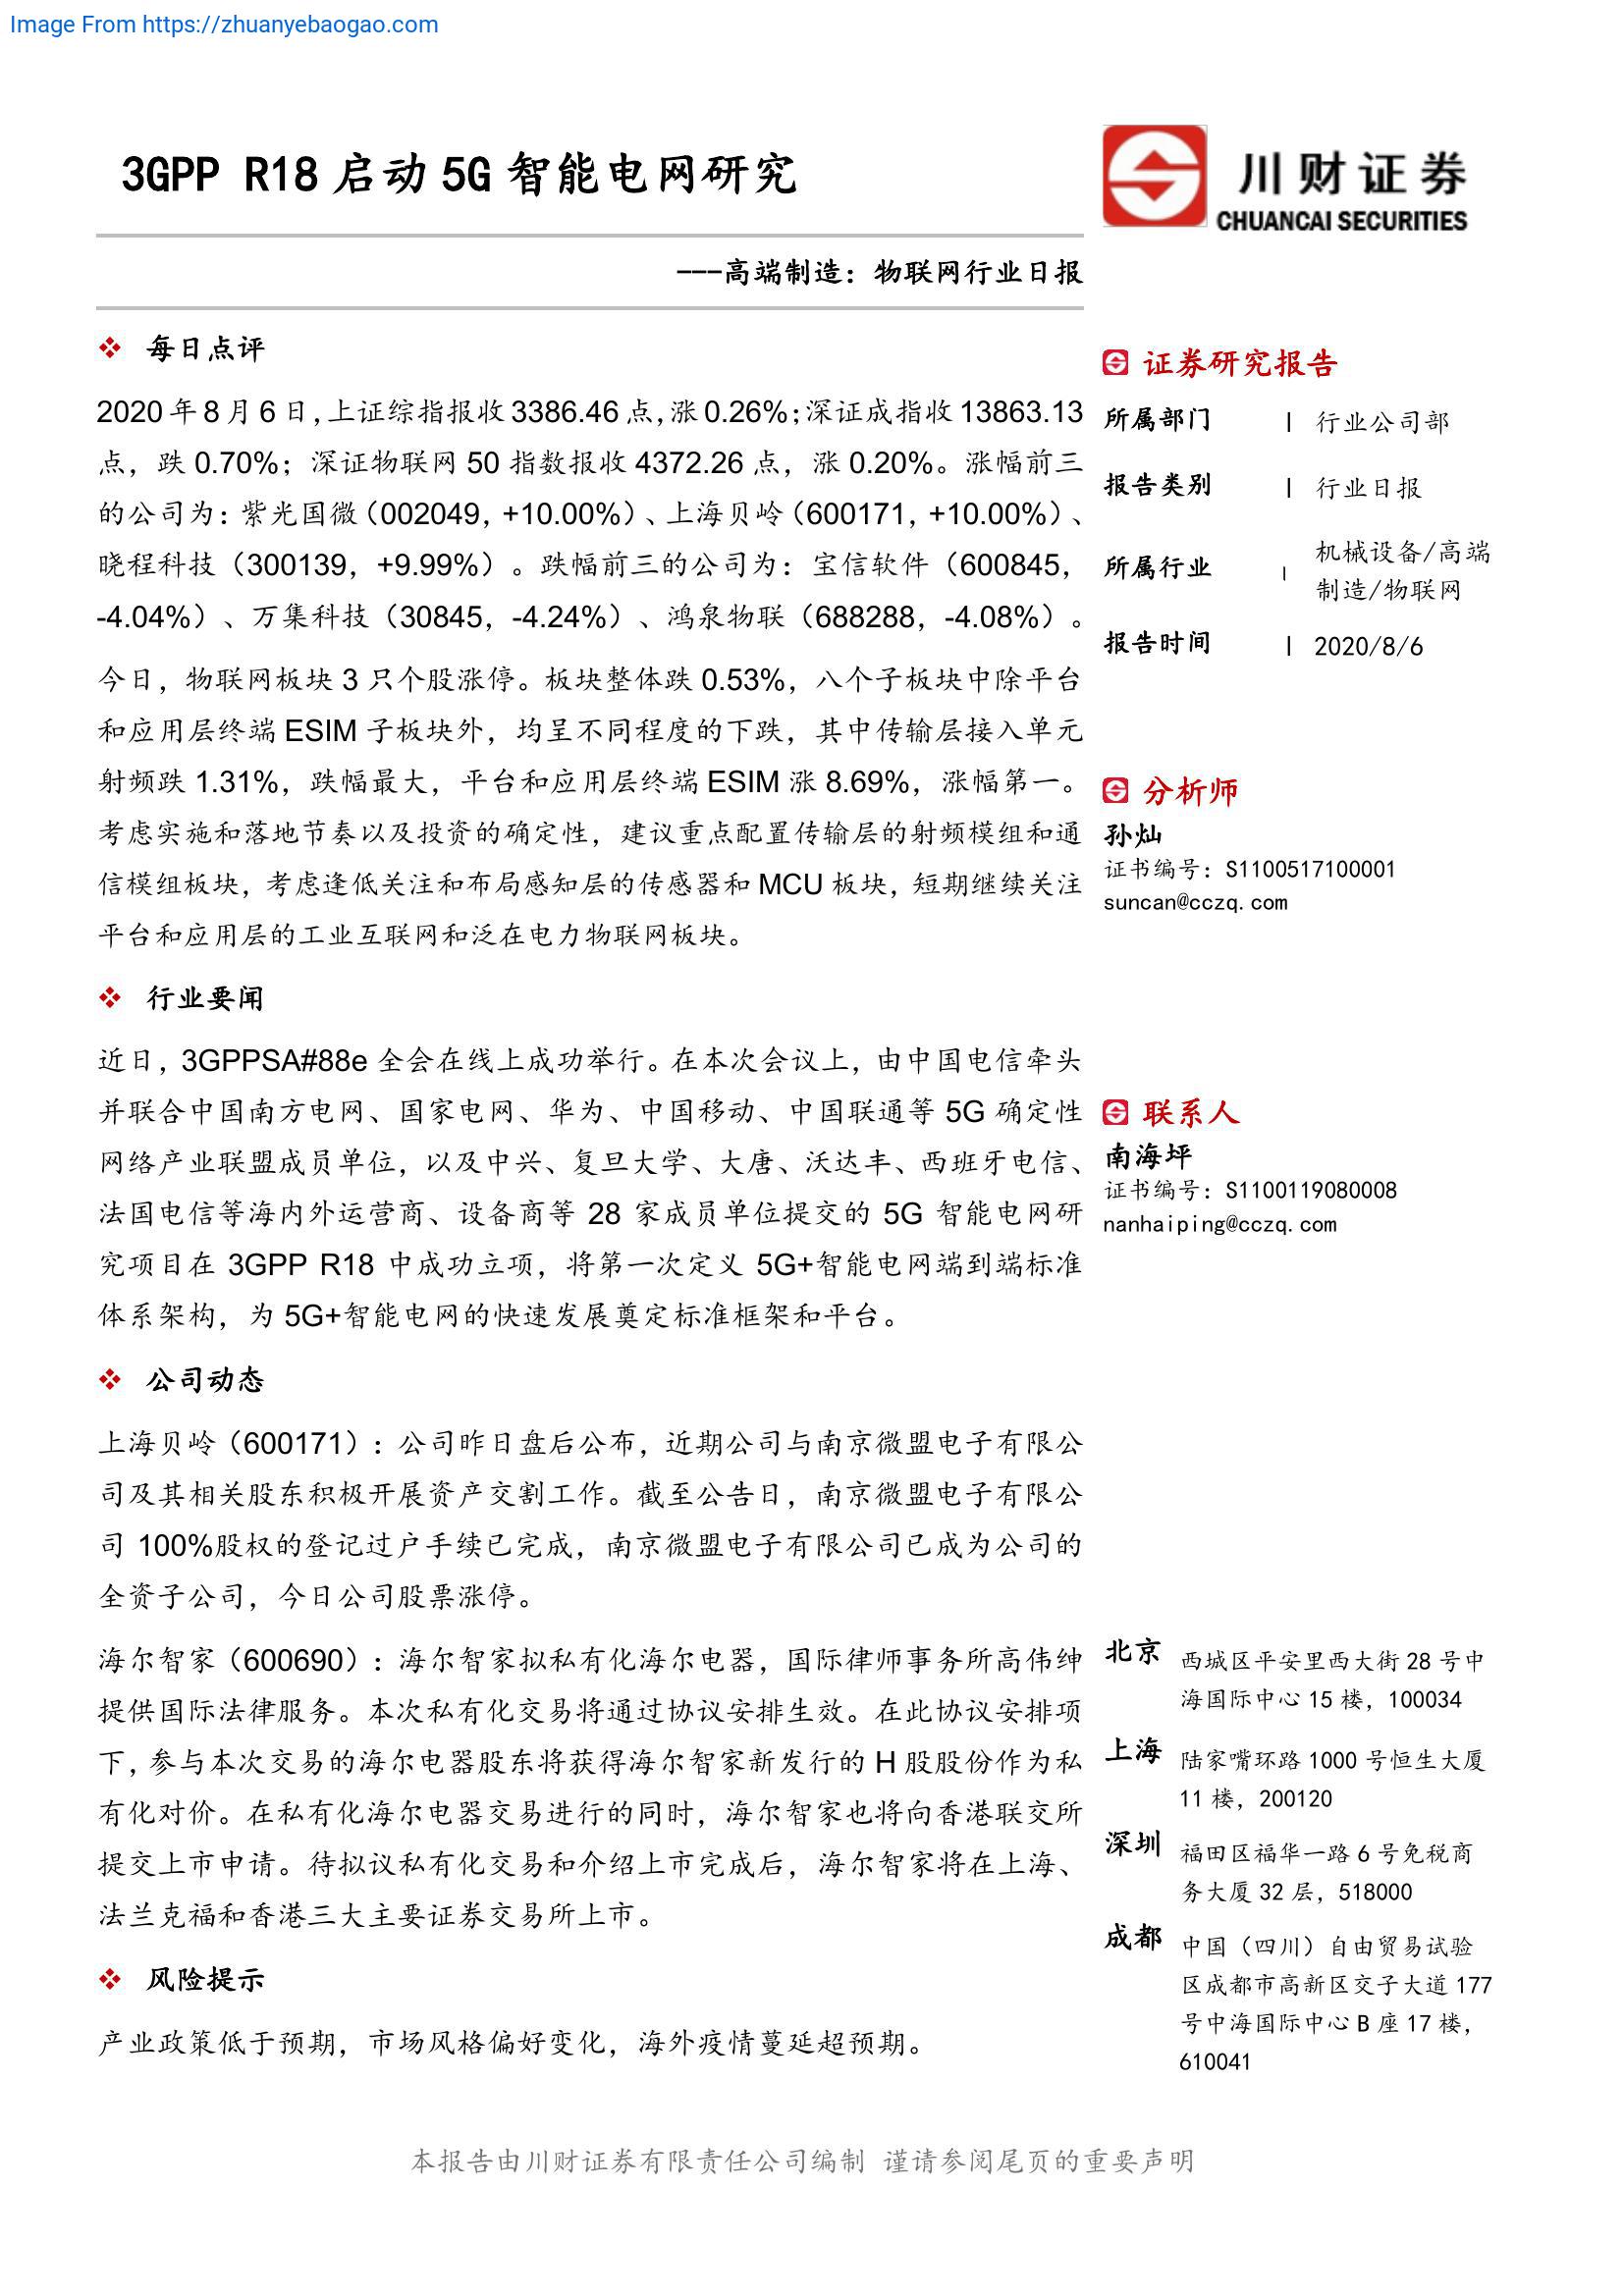 Image From https://zhuanyebaogao.com
3GPP R18 启动 5G 智能电网研究
川财证券
CHUANCAI SECURITIES
---高端制造：物联网行业日报
每日点评
2020 年 8 月 6 日，上证综指报收 3386.46 点，涨 0.26%；深证成指收 13863.13
点，跌 0.70%；深证物联网 50 指数报收 4372.26 点，涨 0.20%。涨幅前三
的公司为：紫光国微（002049，+10.00%）、上海贝岭（600171，+10.00%）、
晓程科技（300139，+9.99%）。跌幅前三的公司为：宝信软件（600845，
-4.04%）、万集科技（30845，-4.24%）、鸿泉物联（688288，-4.08%）。
今日，物联网板块 3 只个股涨停。板块整体跌 0.53%，八个子板块中除平台
和应用层终端 ESIM 子板块外，均呈不同程度的下跌，其中传输层接入单元
射频跌 1.31%，跌幅最大，平台和应用层终端 ESIM 涨 8.69%，涨幅第一。
考虑实施和落地节奏以及投资的确定性，建议重点配置传输层的射频模组和通
信模组板块，考虑逢低关注和布局感知层的传感器和 MCU 板块，短期继续关注
平台和应用层的工业互联网和泛在电力物联网板块。
行业要闻
近日，3GPPSA#88e 全会在线上成功举行。在本次会议上，由中国电信牵头
并联合中国南方电网、国家电网、华为、中国移动、中国联通等 5G 确定性
网络产业联盟成员单位，以及中兴、复旦大学、大唐、沃达丰、西班牙电信、
法国电信等海内外运营商、设备商等 28 家成员单位提交的 5G 智能电网研
究项目在 3GPP R18 中成功立项，将第一次定义 5G+智能电网端到端标准
体系架构，为 5G+智能电网的快速发展奠定标准框架和平台。
公司动态
上海贝岭（600171）：公司昨日盘后公布，近期公司与南京微盟电子有限公
司及其相关股东积极开展资产交割工作。截至公告日，南京微盟电子有限公
司 100%股权的登记过户手续已完成，南京微盟电子有限公司已成为公司的
全资子公司，今日公司股票涨停。
海尔智家（600690）：海尔智家拟私有化海尔电器，国际律师事务所高伟绅
提供国际法律服务。本次私有化交易将通过协议安排生效。在此协议安排项
下，参与本次交易的海尔电器股东将获得海尔智家新发行的 H 股股份作为私
有化对价。在私有化海尔电器交易进行的同时，海尔智家也将向香港联交所
提交上市申请。待拟议私有化交易和介绍上市完成后，海尔智家将在上海、
法兰克福和香港三大主要证券交易所上市。
风险提示
产业政策低于预期，市场风格偏好变化，海外疫情蔓延超预期。
证券研究报告
所属部门 | 行业公司部
报告类别 | 行业日报
所属行业 | 机械设备/高端
制造/物联网
报告时间 | 2020/8/6
分析师
孙灿
证书编号：S1100517100001
suncan@cczq.com
联系人
南海坪
证书编号：S1100119080008
nanhaiping@cczq.com
北京 西城区平安里西大街 28 号中
海国际中心 15 楼，100034
上海 陆家嘴环路 1000 号恒生大厦
11 楼，200120
深圳 福田区福华一路 6 号免税商
务大厦 32 层，518000
成都 中国（四川）自由贸易试验
区成都市高新区交子大道 177
号中海国际中心 B 座 17 楼，
610041
本报告由川财证券有限责任公司编制 谨请参阅尾页的重要声明